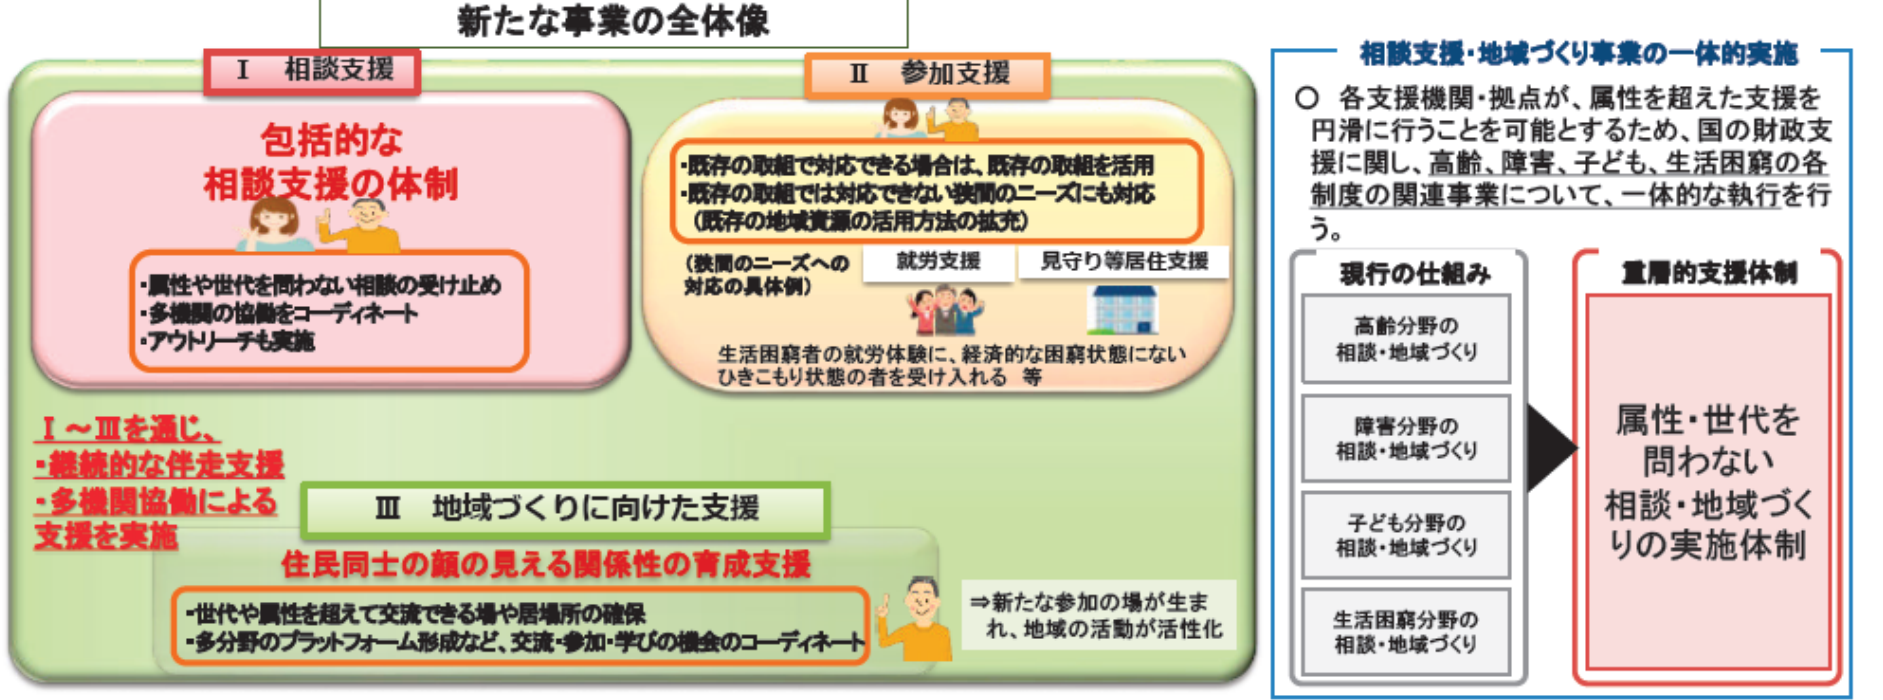 新たな事業の全体像
Ⅰ　相談支援
包括的な
相談支援の体制
・属性や世代を問わない相談の受け止め
・多機関の協働をコーディネート
・アウトリーチも実施
Ⅱ　参加支援
・既存の取組で対応できる場合は、既存の取組を活用
・既存の取組では対応できない狭間のニーズにも対応
（既存の地域資源の活用方法の拡充）
（狭間のニーズへの
対応の具体例）
就労支援
見守り等居住支援
生活困窮者の就労体験に、経済的な困窮状態にない
ひきこもり状態の者を受け入れる　等
Ⅰ～Ⅲを通じ、
・継続的な伴走支援
・多機関協働による
支援を実施
Ⅲ　地域づくりに向けた支援
住民同士の顔の見える関係性の育成支援
・世代や属性を超えて交流できる場や居場所の確保
・多分野のプラットフォーム形成など、交流・参加・学びの機会のコーディネート
⇒新たな参加の場が生ま
れ、地域の活動が活性化
相談支援・地域づくり事業の一体的実施
○　各支援機関・拠点が、属性を超えた支援を
円滑に行うことを可能とするため、国の財政支
援に関し、高齢、障害、子ども、生活困窮の各
制度の関連事業について、一体的な執行を行
う。
現行の仕組み
高齢分野の
相談・地域づくり
障害分野の
相談・地域づくり
子ども分野の
相談・地域づくり
生活困窮分野の
相談・地域づくり
重層的支援体制
属性・世代を
問わない
相談・地域づく
りの実施体制